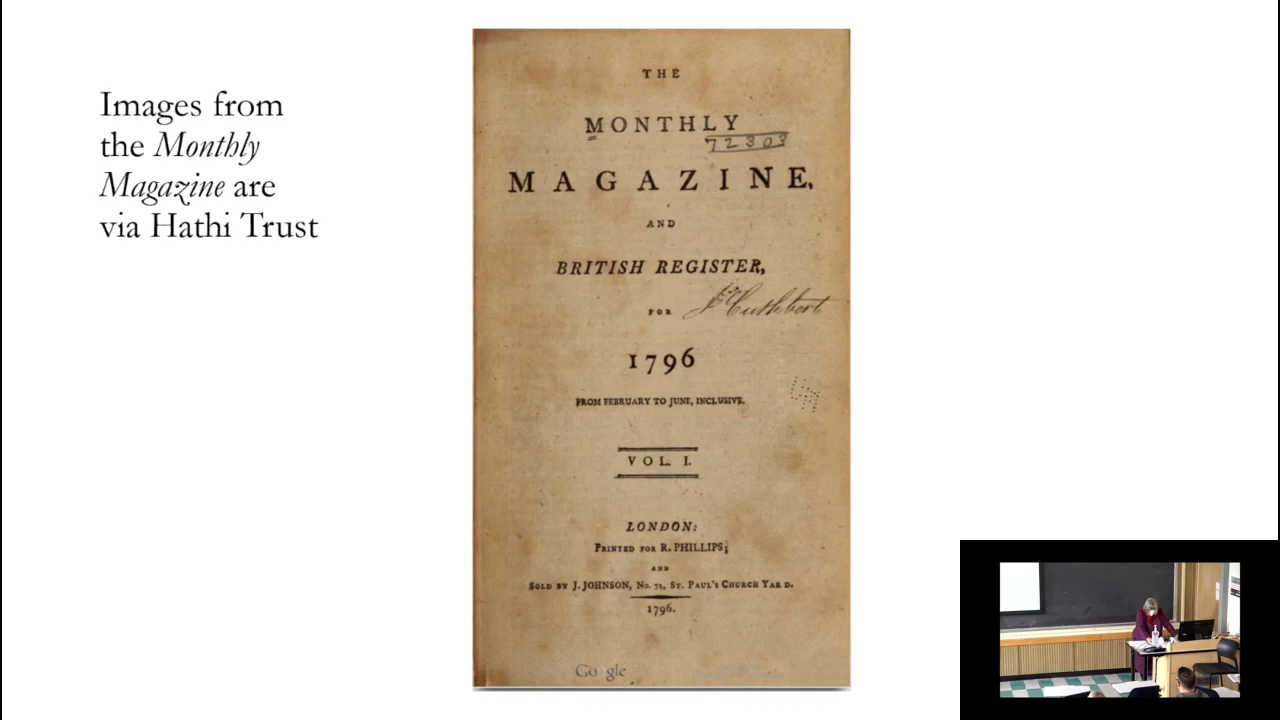 Images from
the Monthly
Magazine are
via Hathi Trust
THE
MONTHLY
72303
MAGAZINE,
AND
BRITISH REGISTER,
FOR
Cuthbert
1796
FROM FEBRUARY TO JUNE, INCLUSIVE.
VOL. I.
LONDON:
PRINTED FOR R. PHILLIPS;
AND
SOLD BY J. JOHNSON, No. 72, ST. PAUL'S CHURCH YARD.
1796.
Google